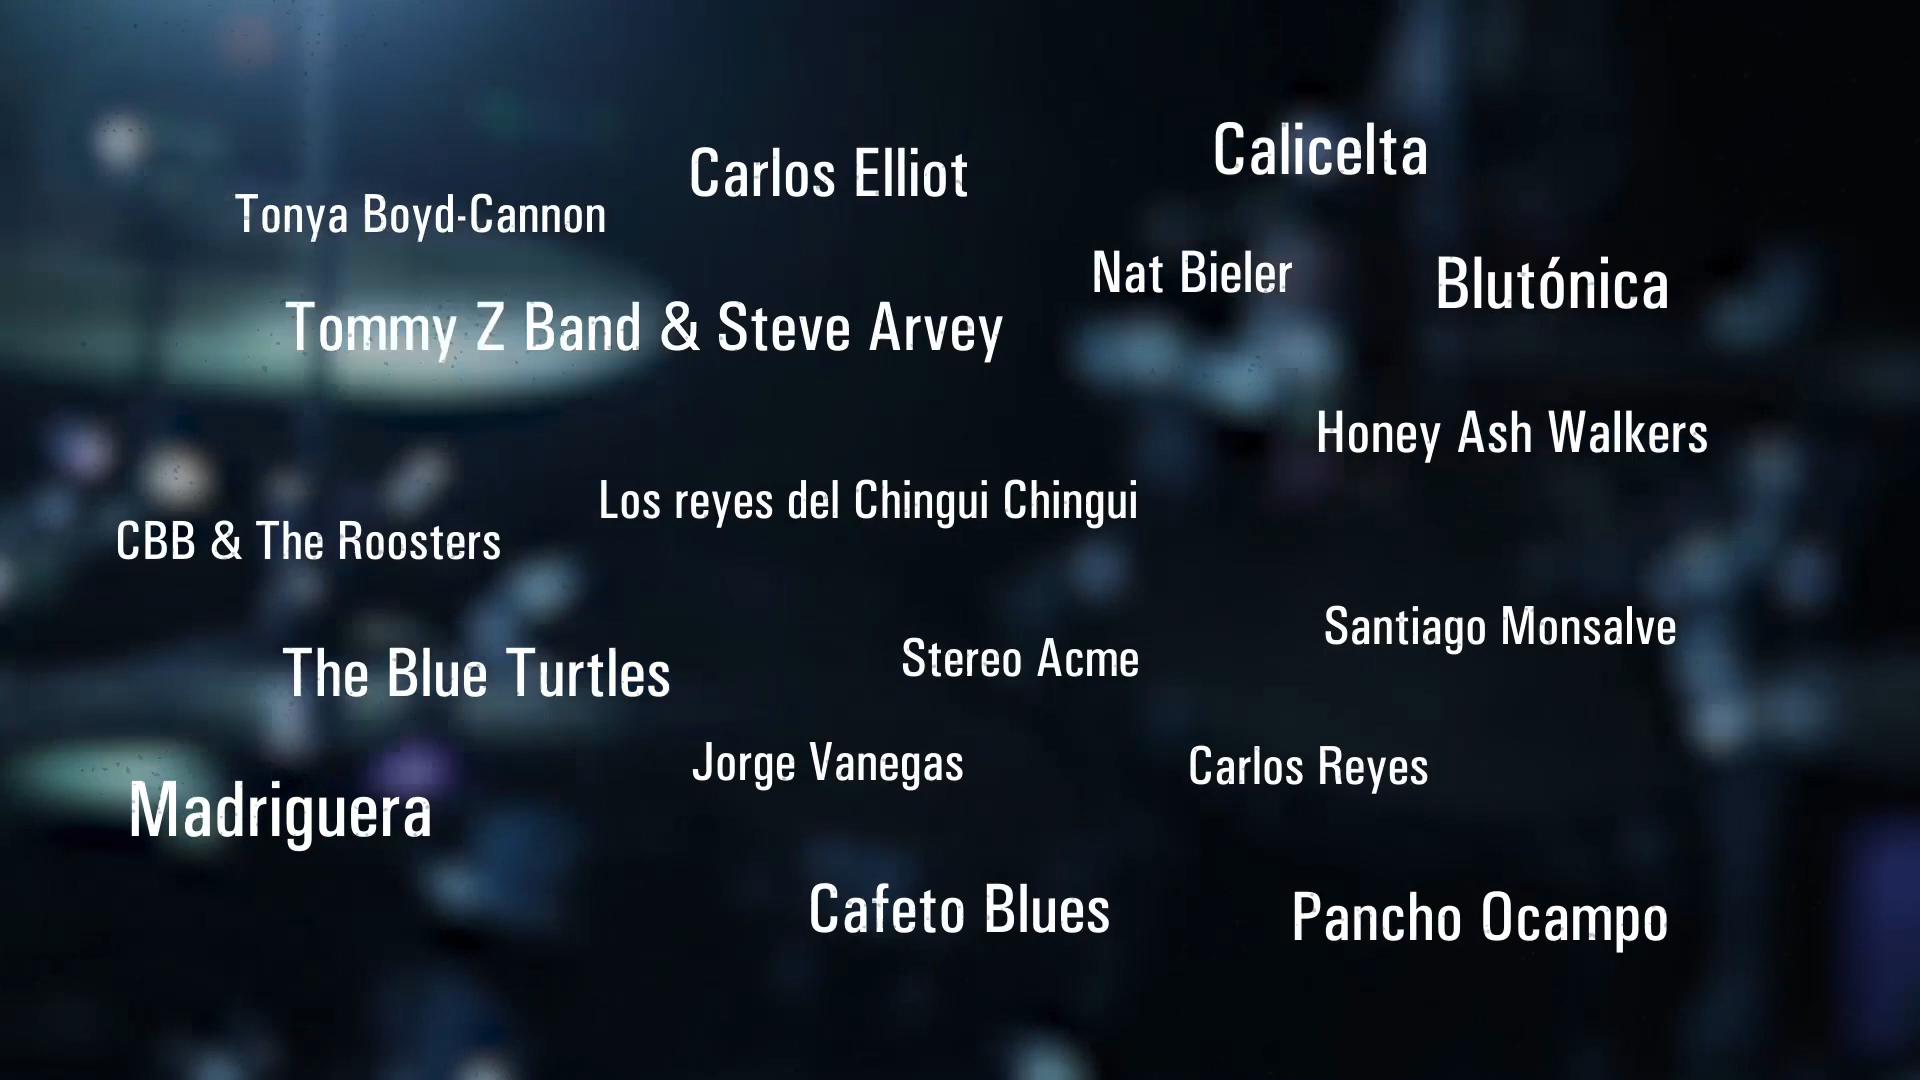 Calicelta
Carlos Elliot
Tonya Boyd-Cannon
Nat Bieler
Blutónica
Tommy Z Band & Steve Arvey
Honey Ash Walkers
Los reyes del Chingui Chingui
CBB & The Roosters
Santiago Monsalve
Stereo Acme
The Blue Turtles
Jorge Vanegas
Carlos Reyes
Madriguera
Cafeto Blues
Pancho Ocampo